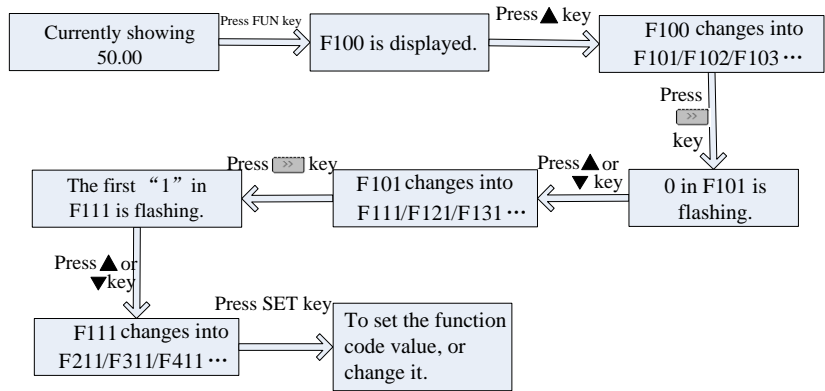 Currently showing
50.00
Press FUN key
F100 is displayed.
Press ▲ key
F100 changes into
F101/F102/F103 ⋯
Press
>>
key
0 in F101 is
flashing.
Press ▲ or
▼ key
F101 changes into
F111/F121/F131 ⋯
Press >> key
The first “1” in
F111 is flashing.
Press ▲ or
▼ key
F111 changes into
F211/F311/F411 ⋯
Press SET key
To set the function
code value, or
change it.